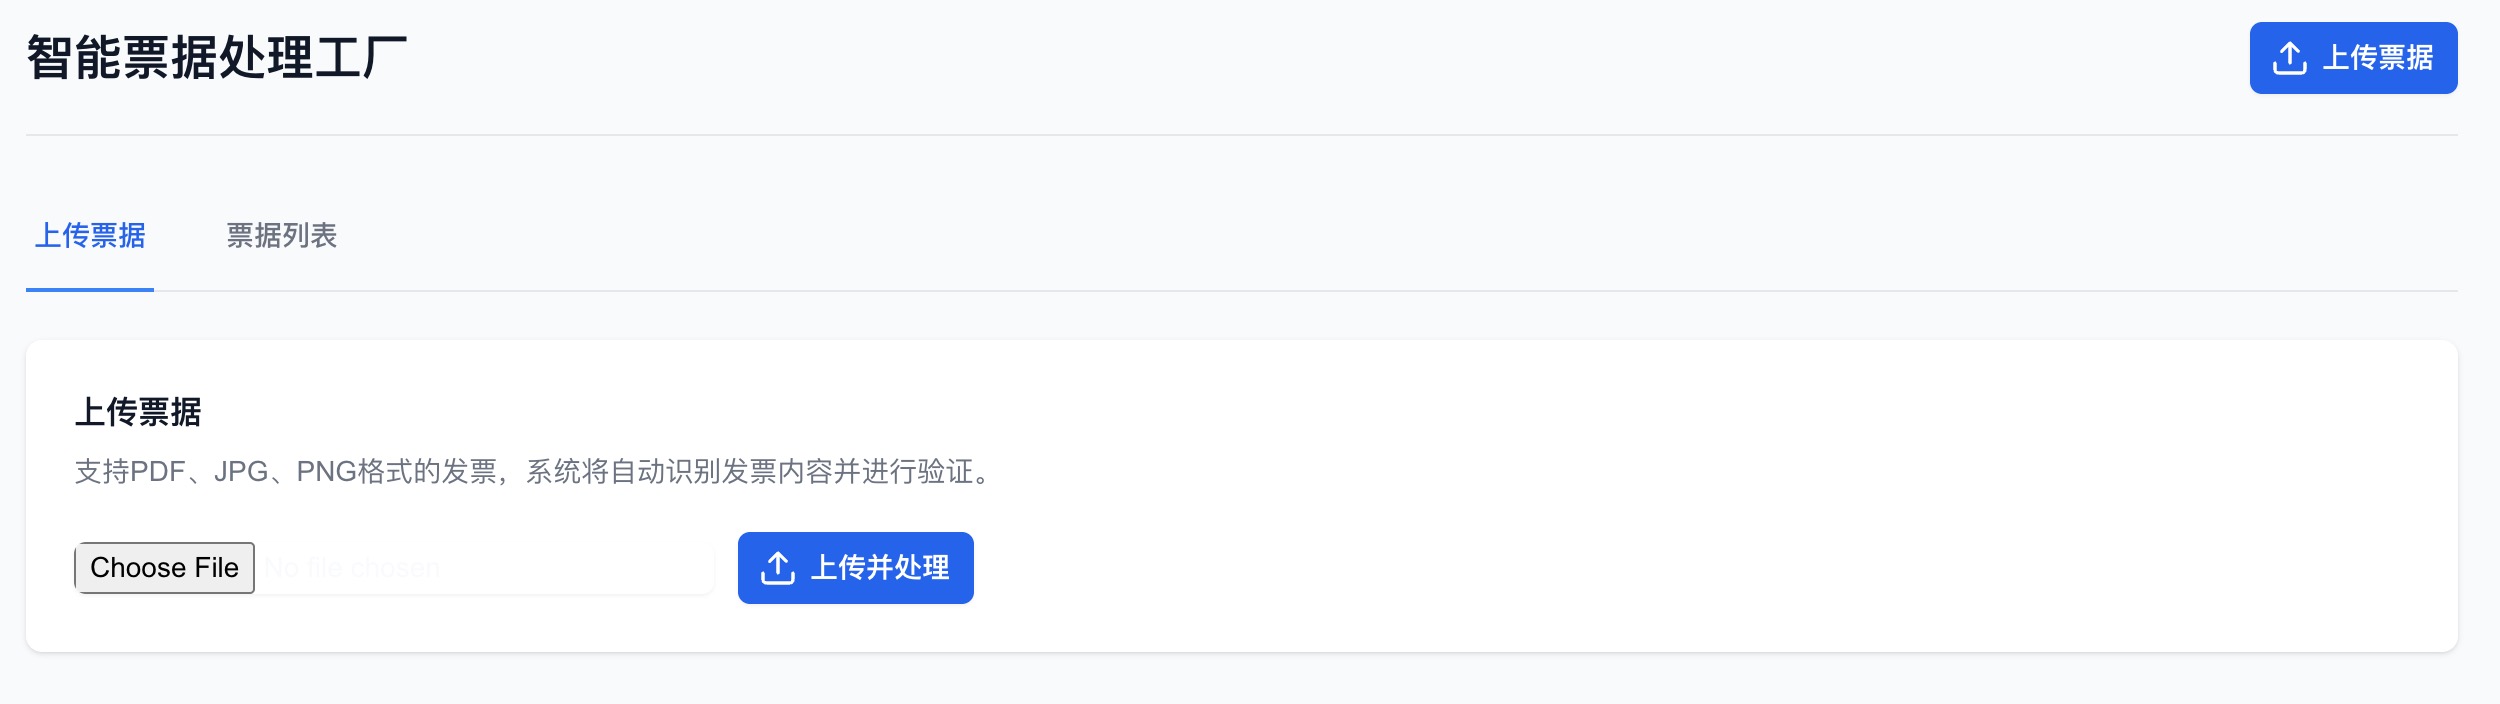 智能票据处理工厂
上传票据
上传票据 票据列表
上传票据
支持PDF、JPG、PNG格式的发票，系统将自动识别发票内容并进行验证。
Choose File No file chosen
上传并处理